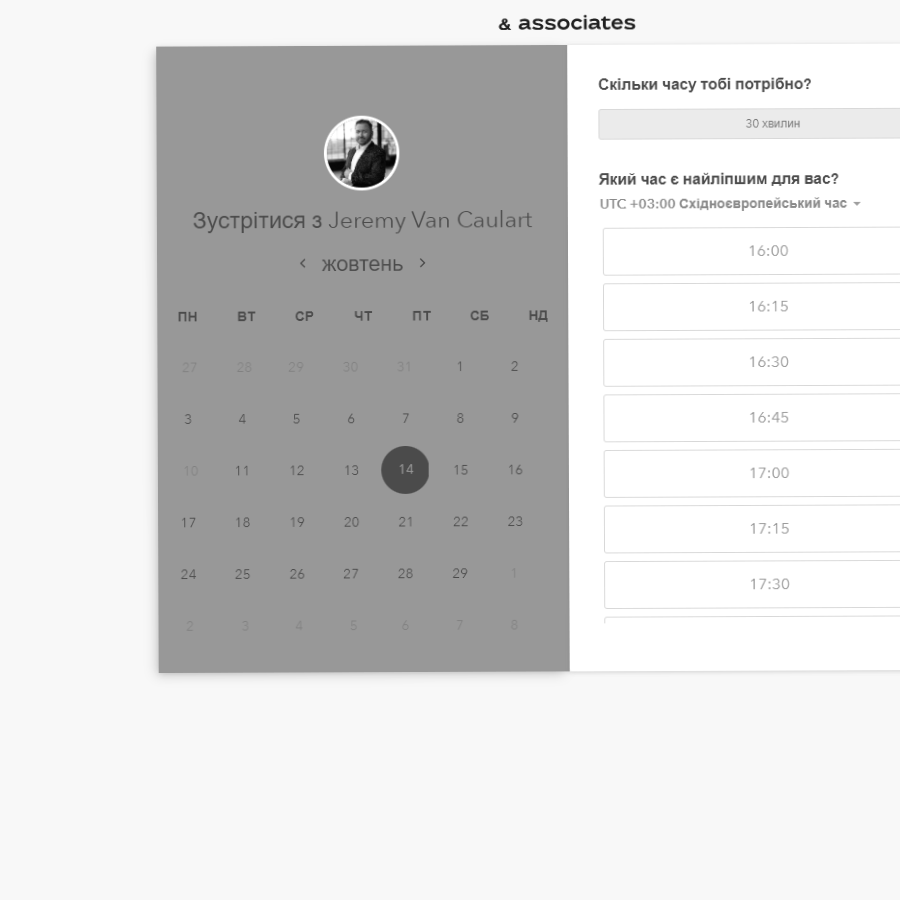 & associates
Зустрітися з Jeremy Van Caulart
жовтень
ПН ВТ СР ЧТ ПТ СБ НД
27 28 29 30 31 1 2
3 4 5 6 7 8 9
10 11 12 13 14 15 16
17 18 19 20 21 22 23
24 25 26 27 28 29 1
2 3 4 5 6 7 8
Скільки часу тобі потрібно?
30 хвилин
Який час є найліпшим для вас?
UTC +03:00 Східноєвропейський час
16:00
16:15
16:30
16:45
17:00
17:15
17:30